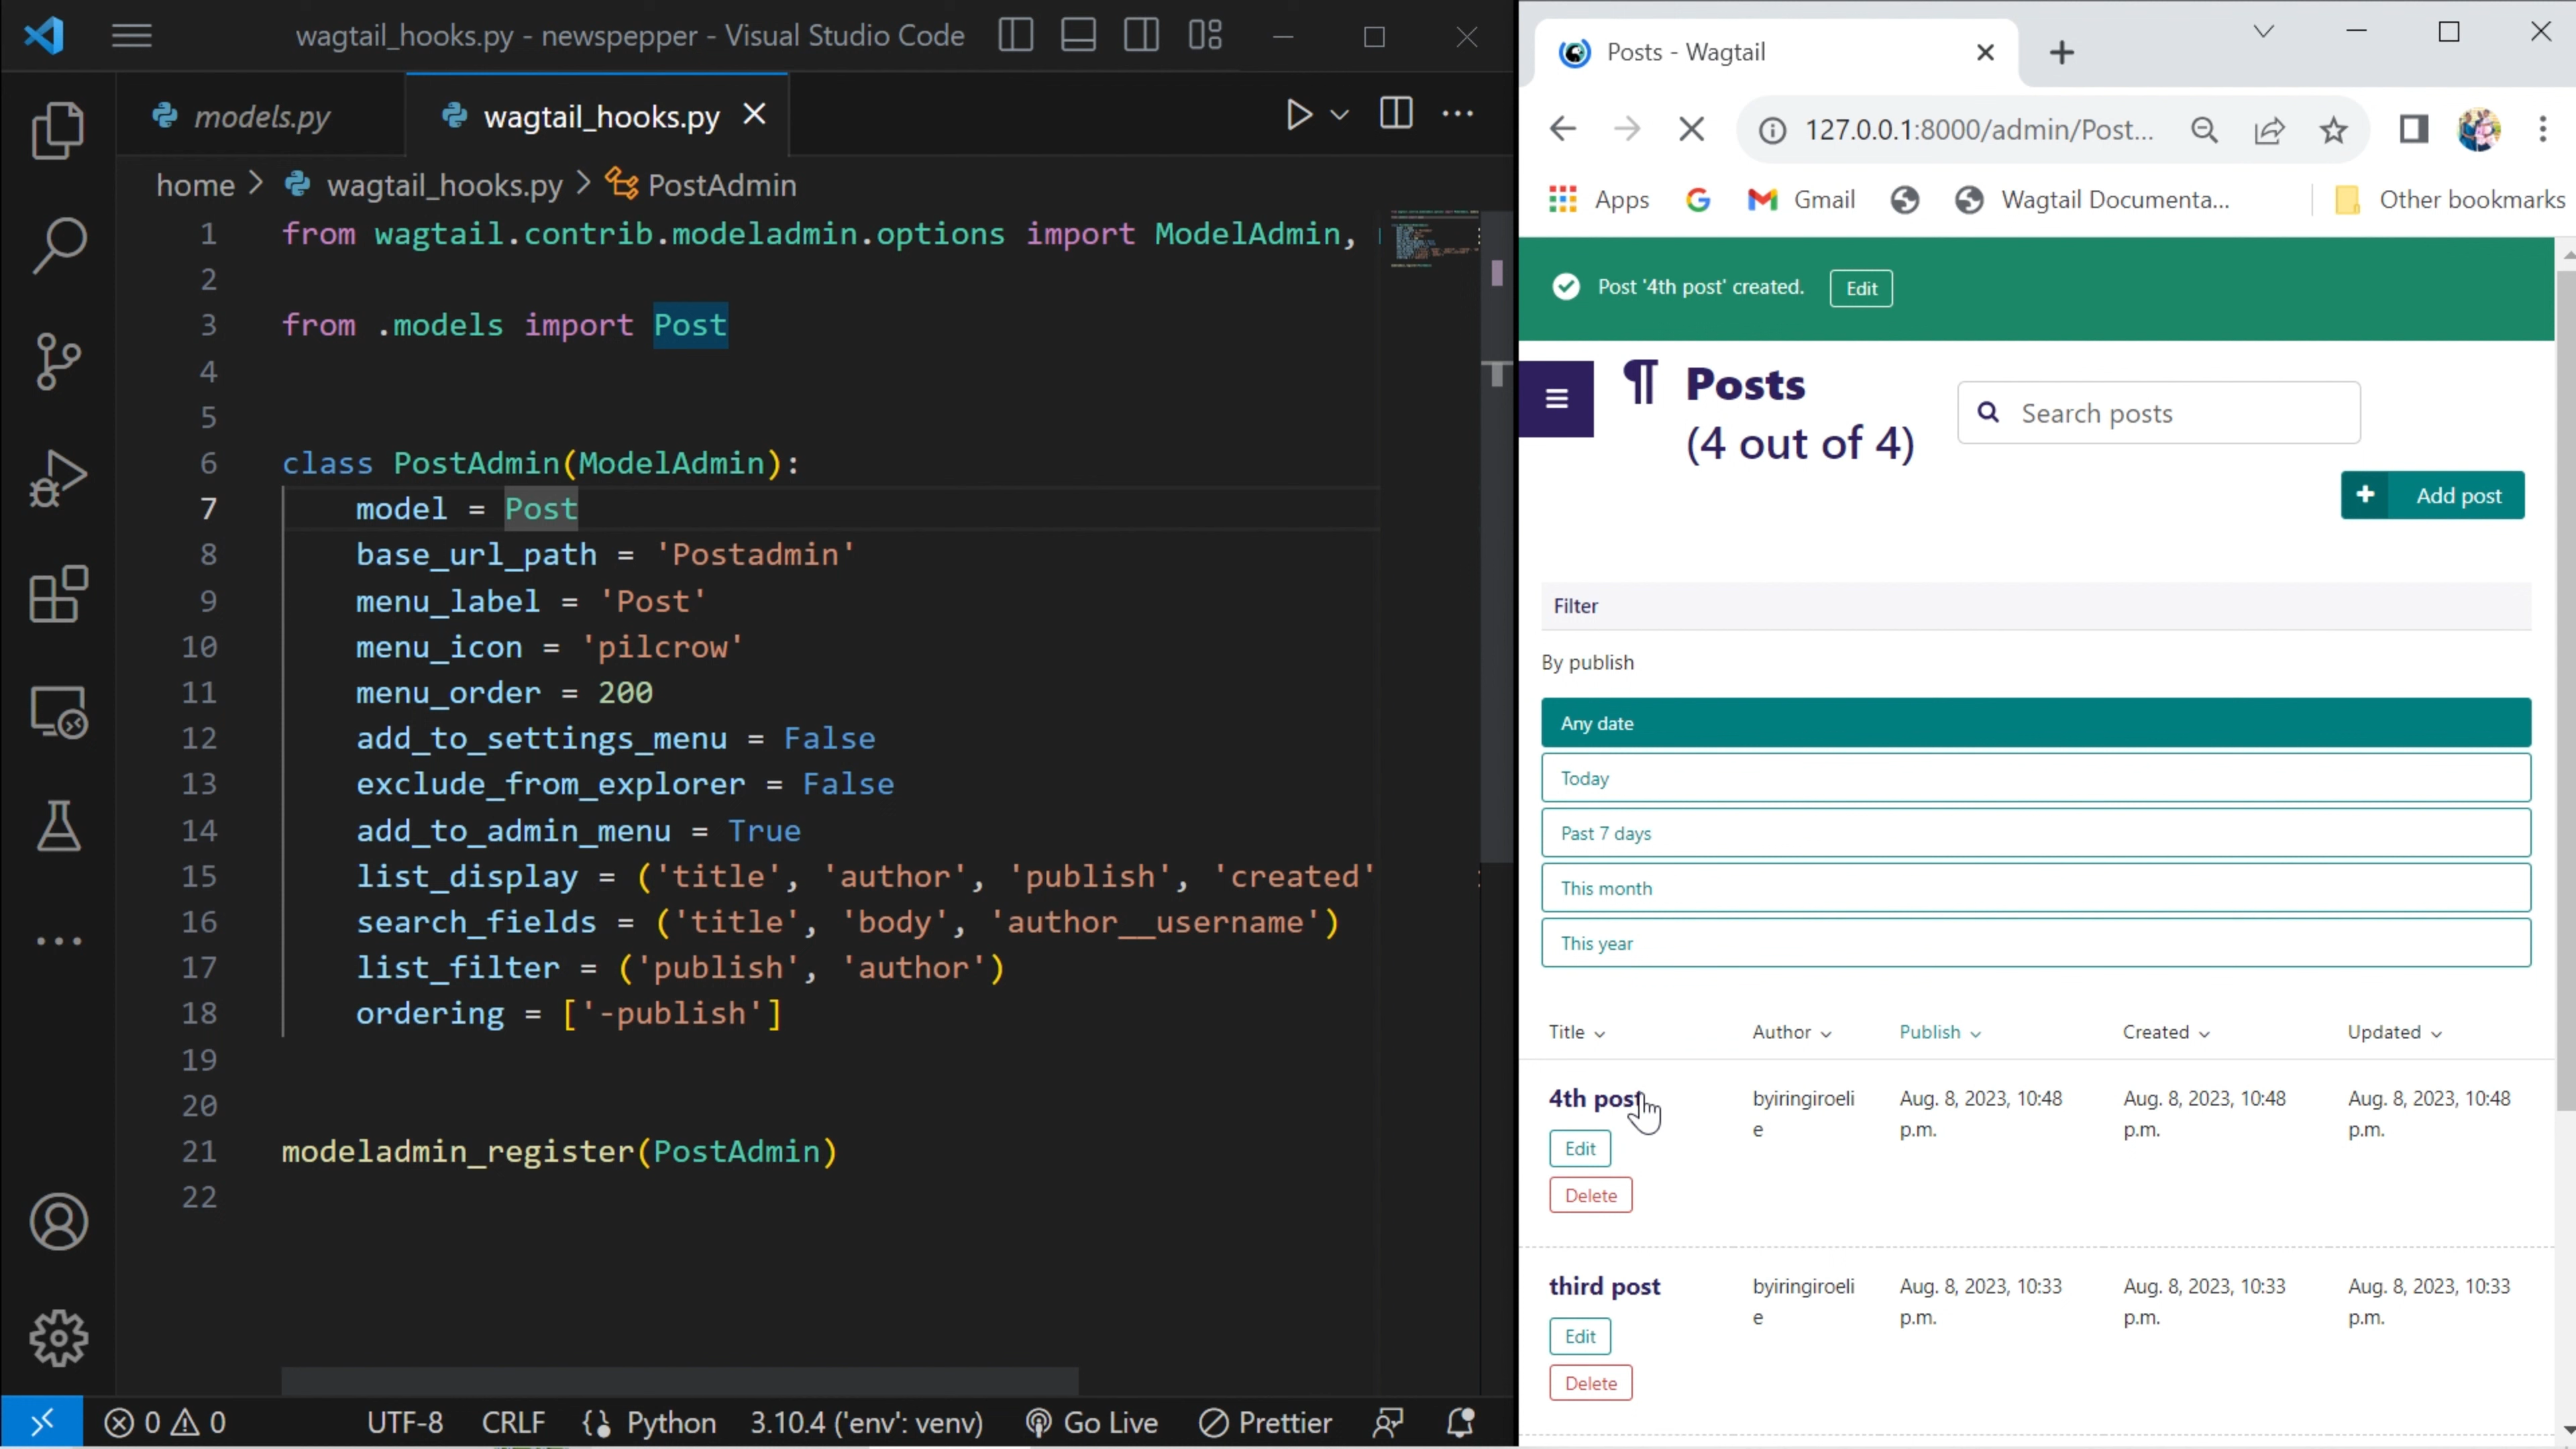 wagtail_hooks.py - newspepper - Visual Studio Code
models.py
wagtail_hooks.py
home > wagtail_hooks.py > PostAdmin
1 from wagtail.contrib.modeladmin.options import ModelAdmin,
2
3 from .models import Post
4
5
6 class PostAdmin(ModelAdmin):
7 model = Post
8 base_url_path = 'Postadmin'
9 menu_label = 'Post'
10 menu_icon = 'pilcrow'
11 menu_order = 200
12 add_to_settings_menu = False
13 exclude_from_explorer = False
14 add_to_admin_menu = True
15 list_display = ('title', 'author', 'publish', 'created'
16 search_fields = ('title', 'body', 'author__username')
17 list_filter = ('publish', 'author')
18 ordering = ['-publish']
19
20
21 modeladmin_register(PostAdmin)
22
0 0 UTF-8 CRLF Python 3.10.4 ('env': venv) Go Live Prettier
Posts - Wagtail
127.0.0.1:8000/admin/Post...
Apps Gmail Wagtail Documenta... Other bookmarks
Post '4th post' created. Edit
¶ Posts
(4 out of 4)
Search posts
+ Add post
Filter
By publish
Any date
Today
Past 7 days
This month
This year
Title Author Publish Created Updated
4th post byiringiroeli Aug. 8, 2023, 10:48 Aug. 8, 2023, 10:48 Aug. 8, 2023, 10:48
e p.m. p.m. p.m.
Edit
Delete
third post byiringiroeli Aug. 8, 2023, 10:33 Aug. 8, 2023, 10:33 Aug. 8, 2023, 10:33
e p.m. p.m. p.m.
Edit
Delete